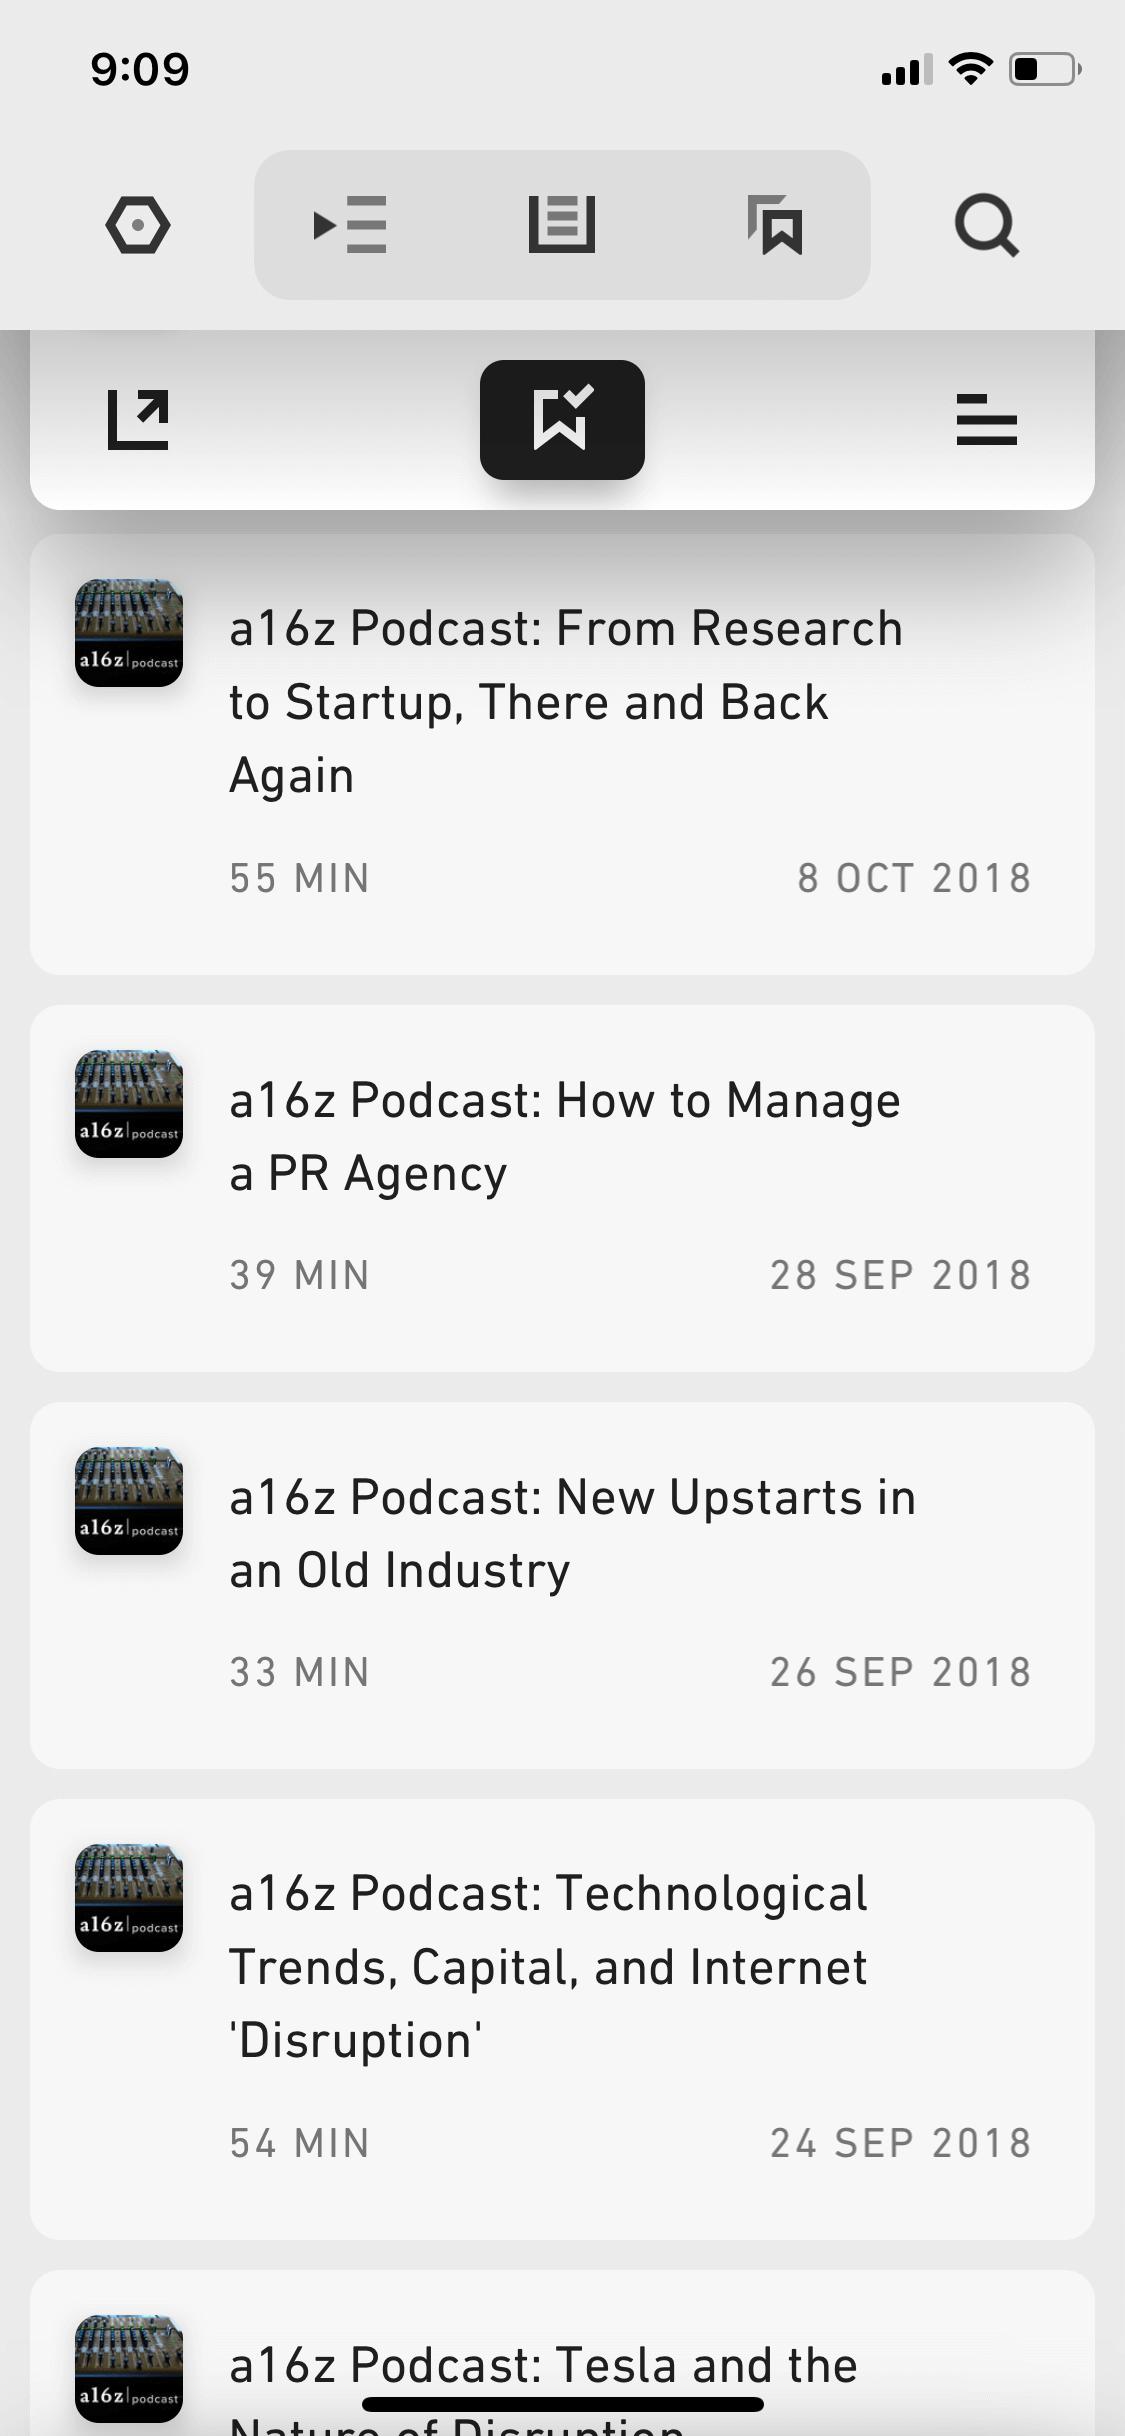 9:09
a16z podcast
a16z Podcast: From Research
to Startup, There and Back
Again
55 MIN
8 OCT 2018
a16z podcast
a16z Podcast: How to Manage
a PR Agency
39 MIN
28 SEP 2018
a16z podcast
a16z Podcast: New Upstarts in
an Old Industry
33 MIN
26 SEP 2018
a16z podcast
a16z Podcast: Technological
Trends, Capital, and Internet
'Disruption'
54 MIN
24 SEP 2018
a16z podcast
a16z Podcast: Tesla and the
Nature of Disruption